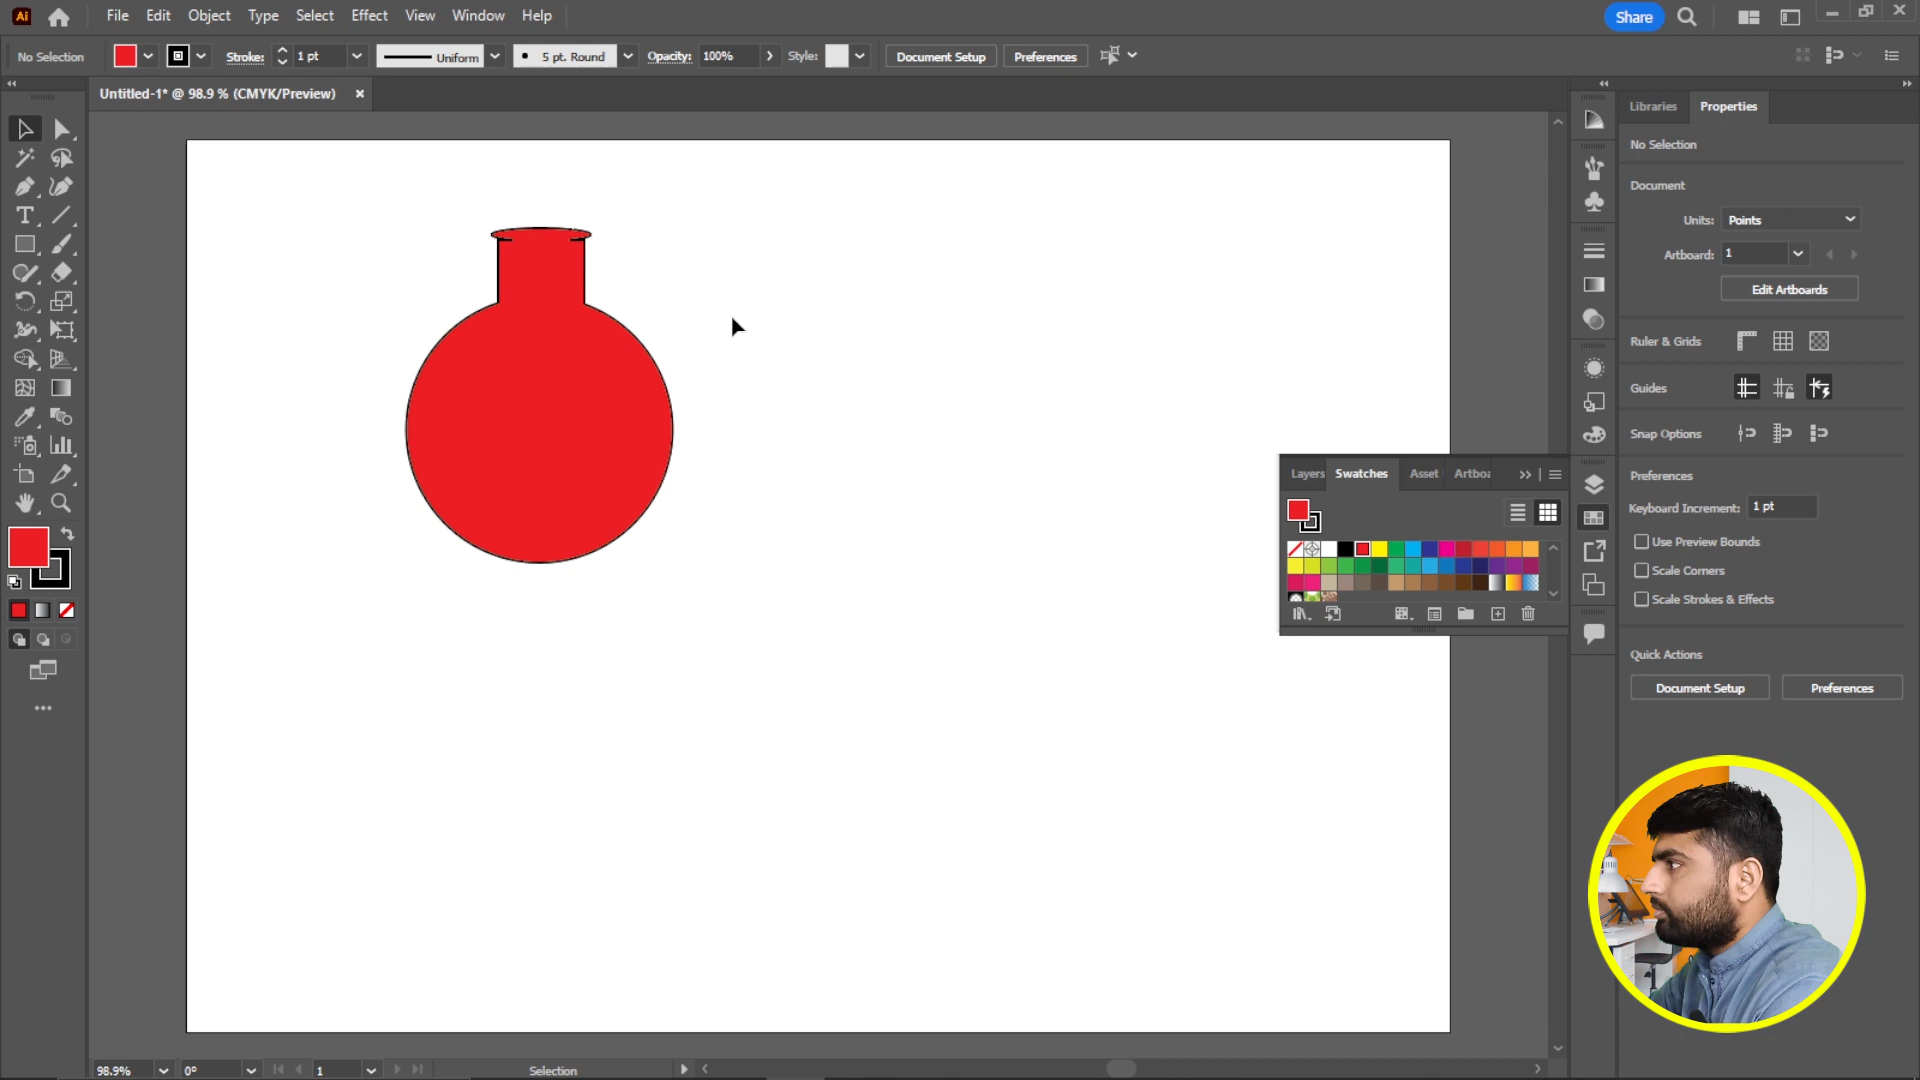 Ai File Edit Object Type Select Effect View Window Help Share
No Selection Stroke: 1 pt Uniform 5 pt. Round Opacity: 100% Style: Document Setup Preferences
Untitled-1* @ 98.9 % (CMYK/Preview)
Libraries Properties
No Selection
Document
Units: Points
Artboard: 1
Edit Artboards
Ruler & Grids
Guides
Snap Options
Layers Swatches Asset Artboa
Preferences
Keyboard Increment: 1 pt
Use Preview Bounds
Scale Corners
Scale Strokes & Effects
Quick Actions
Document Setup Preferences
98.9% 0° 1 Selection